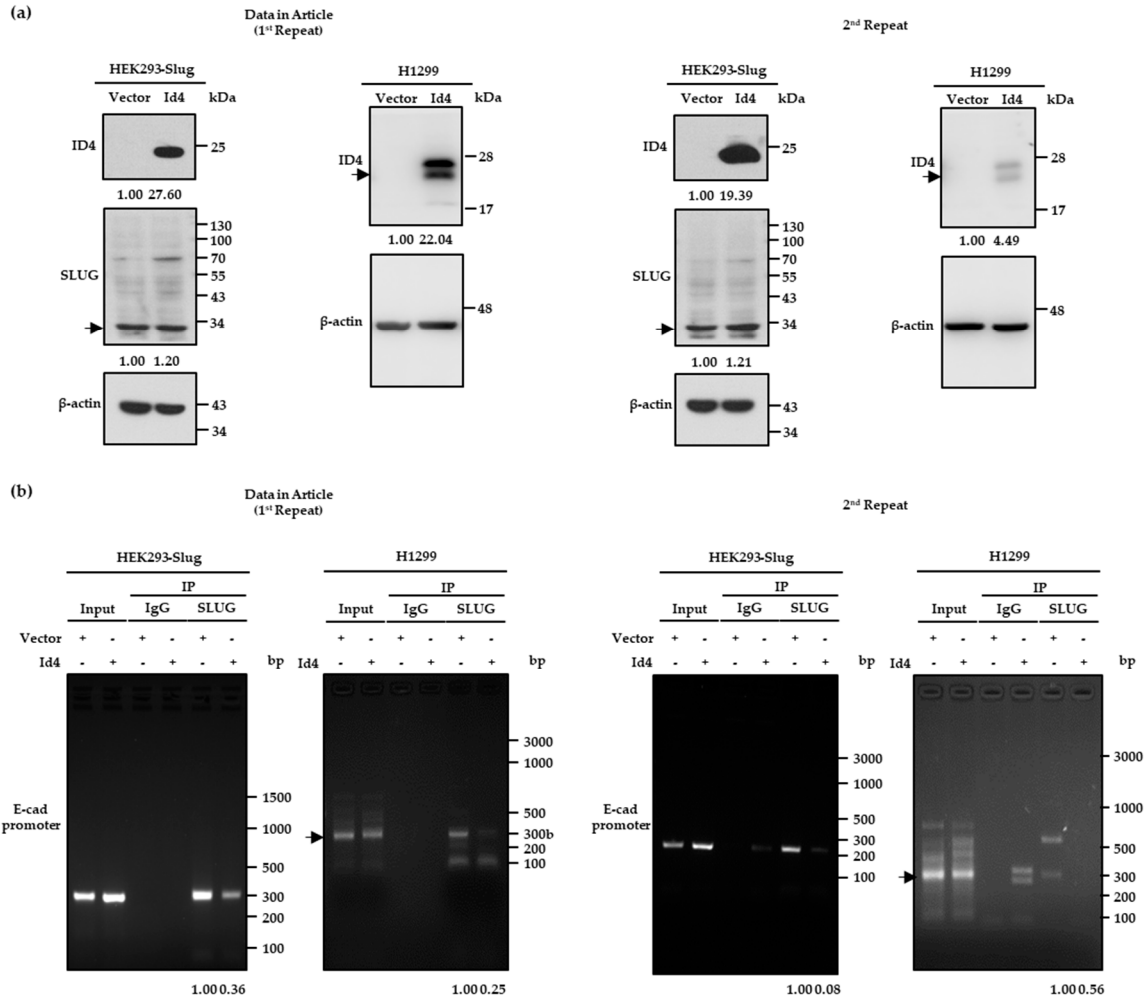 (a)
Data in Article
(1st Repeat)
2nd Repeat
HEK293-Slug
Vector Id4 kDa
ID4
25
1.00 27.60
SLUG
130
100
70
55
43
34
1.00 1.20
β-actin
43
34
H1299
Vector Id4 kDa
ID4
28
17
1.00 22.04
β-actin
48
HEK293-Slug
Vector Id4 kDa
ID4
25
1.00 19.39
SLUG
130
100
70
55
43
34
1.00 1.21
β-actin
43
34
H1299
Vector Id4 kDa
ID4
28
17
1.00 4.49
β-actin
48
(b)
Data in Article
(1st Repeat)
2nd Repeat
HEK293-Slug
IP
Input IgG SLUG
Vector + - + - + -
Id4 - + - + - + bp
E-cad
promoter
1500
1000
500
300
200
100
1.00 0.36
H1299
IP
Input IgG SLUG
+ - + - + -
Id4 - + - + - + bp
3000
1000
500
300b
200
100
1.00 0.25
HEK293-Slug
IP
Input IgG SLUG
Vector + - + - + -
Id4 - + - + - + bp
E-cad
promoter
3000
1000
500
300
200
100
1.00 0.08
H1299
IP
Input IgG SLUG
+ - + - + -
Id4 - + - + - + bp
3000
1000
500
300
200
100
1.00 0.56